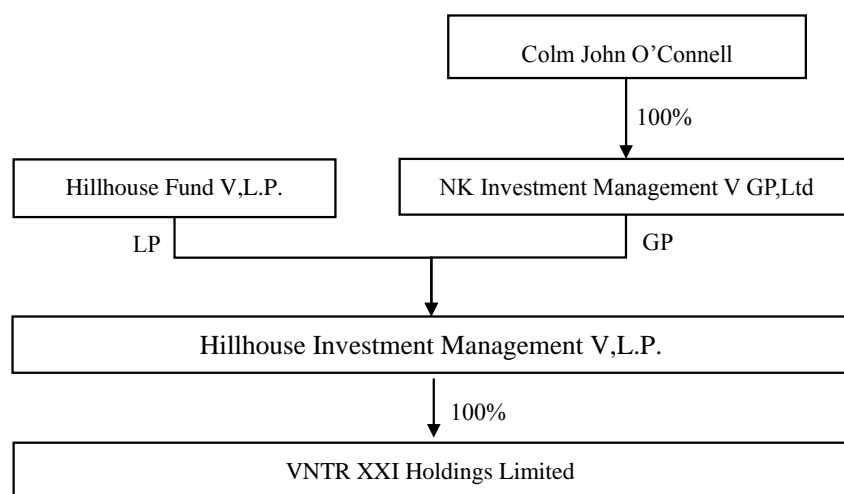 Colm John O’Connell
100%
Hillhouse Fund V,L.P.
NK Investment Management V GP,Ltd
LP
GP
Hillhouse Investment Management V,L.P.
100%
VNTR XXI Holdings Limited